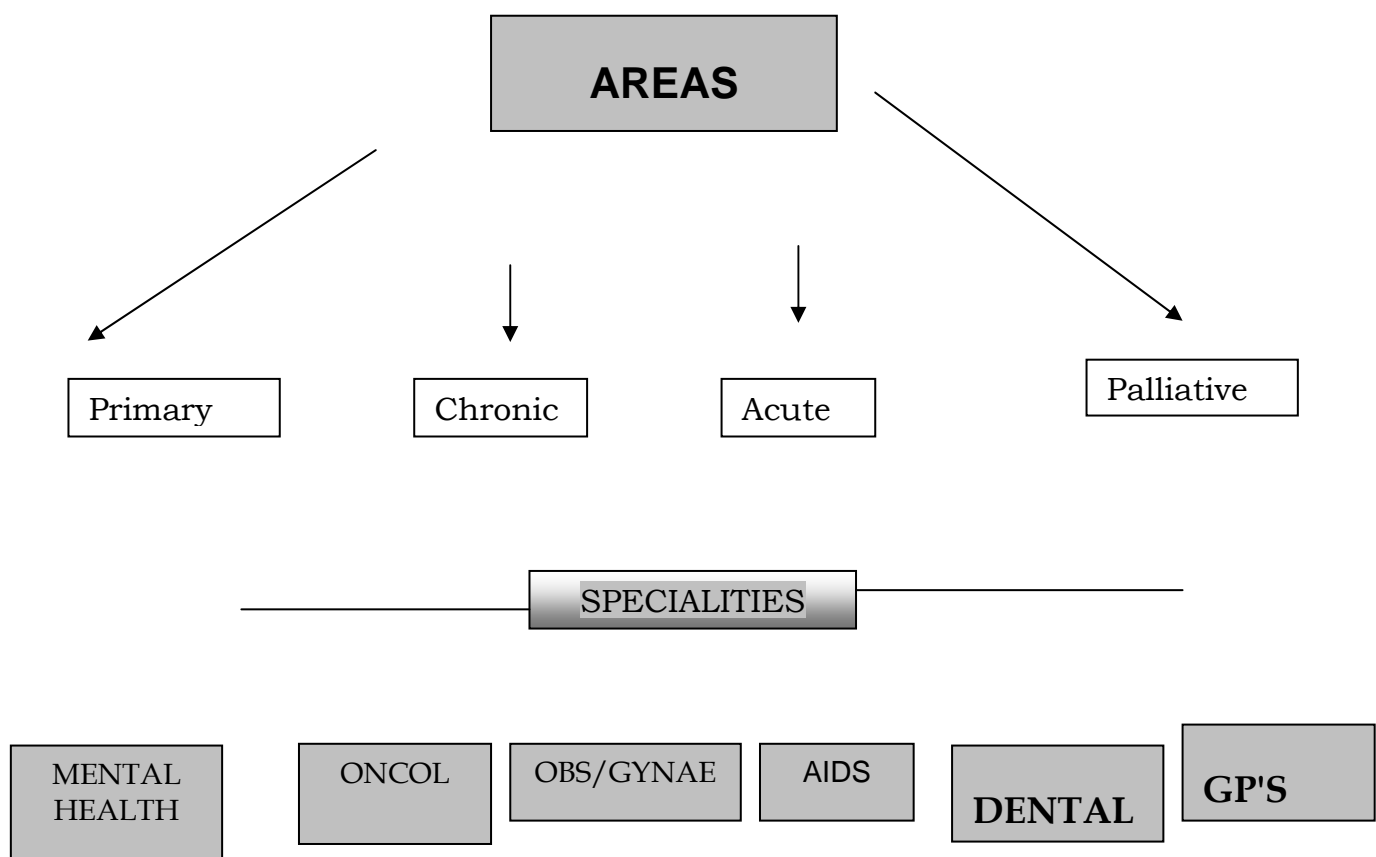 AREAS
Primary
Chronic
Acute
Palliative
SPECIALITIES
MENTAL
HEALTH
ONCOL
OBS/GYNAE
AIDS
DENTAL
GP'S